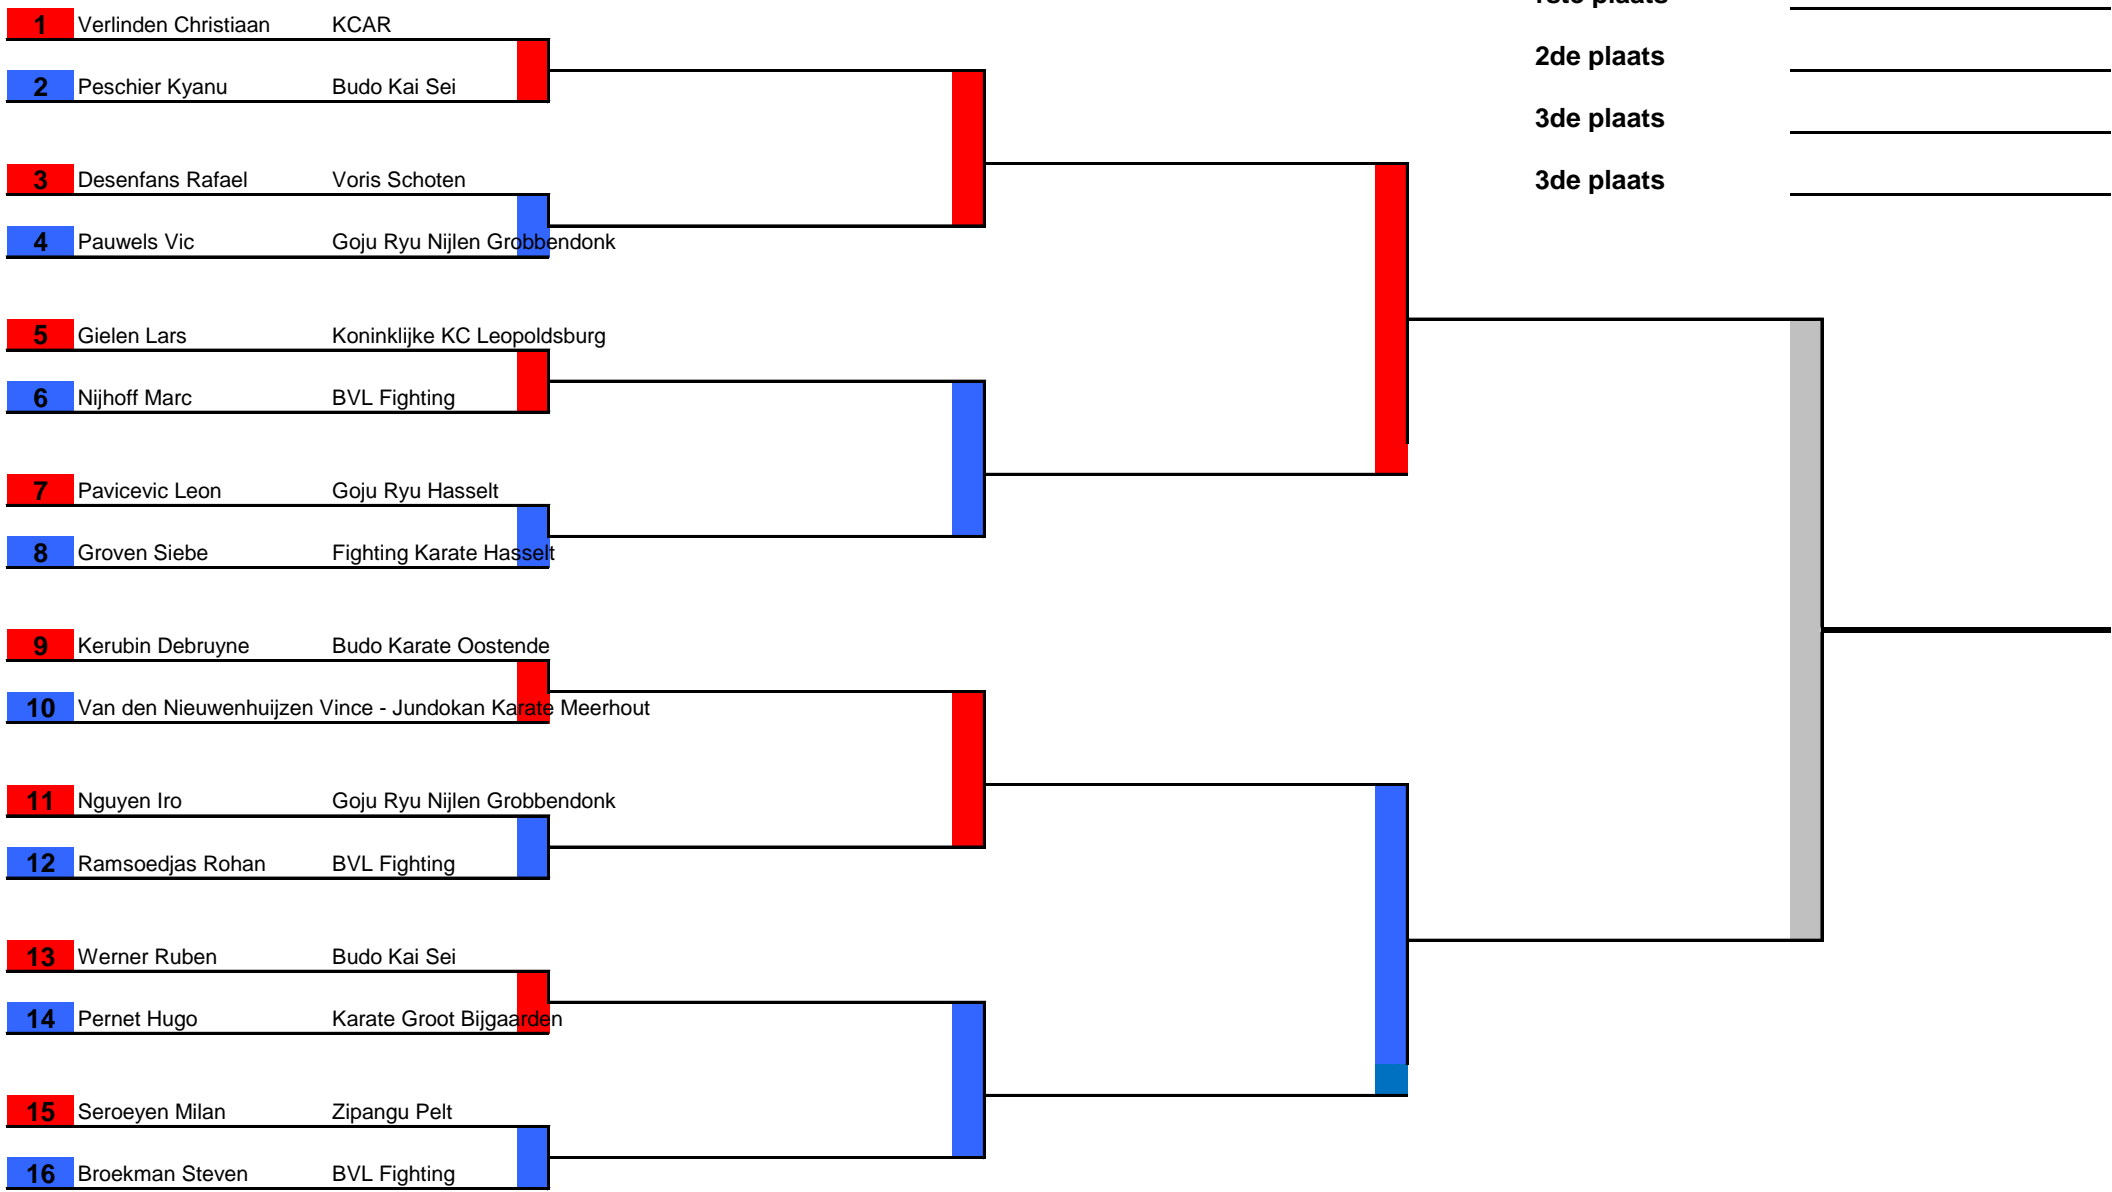 1 Verlinden Christiaan KCAR
2 Peschier Kyanu Budo Kai Sei
3 Desenfans Rafael Voris Schoten
4 Pauwels Vic Goju Ryu Nijlen Grobbendonk
5 Gielen Lars Koninklijke KC Leopoldsburg
6 Nijhoff Marc BVL Fighting
7 Pavicevic Leon Goju Ryu Hasselt
8 Groven Siebe Fighting Karate Hasselt
9 Kerubin Debruyne Budo Karate Oostende
10 Van den Nieuwenhuijzen Vince - Jundokan Karate Meerhout
11 Nguyen Iro Goju Ryu Nijlen Grobbendonk
12 Ramsoedjas Rohan BVL Fighting
13 Werner Ruben Budo Kai Sei
14 Pernet Hugo Karate Groot Bijgaarden
15 Seroeyen Milan Zipangu Pelt
16 Broekman Steven BVL Fighting
plaats
2de plaats
3de plaats
3de plaats